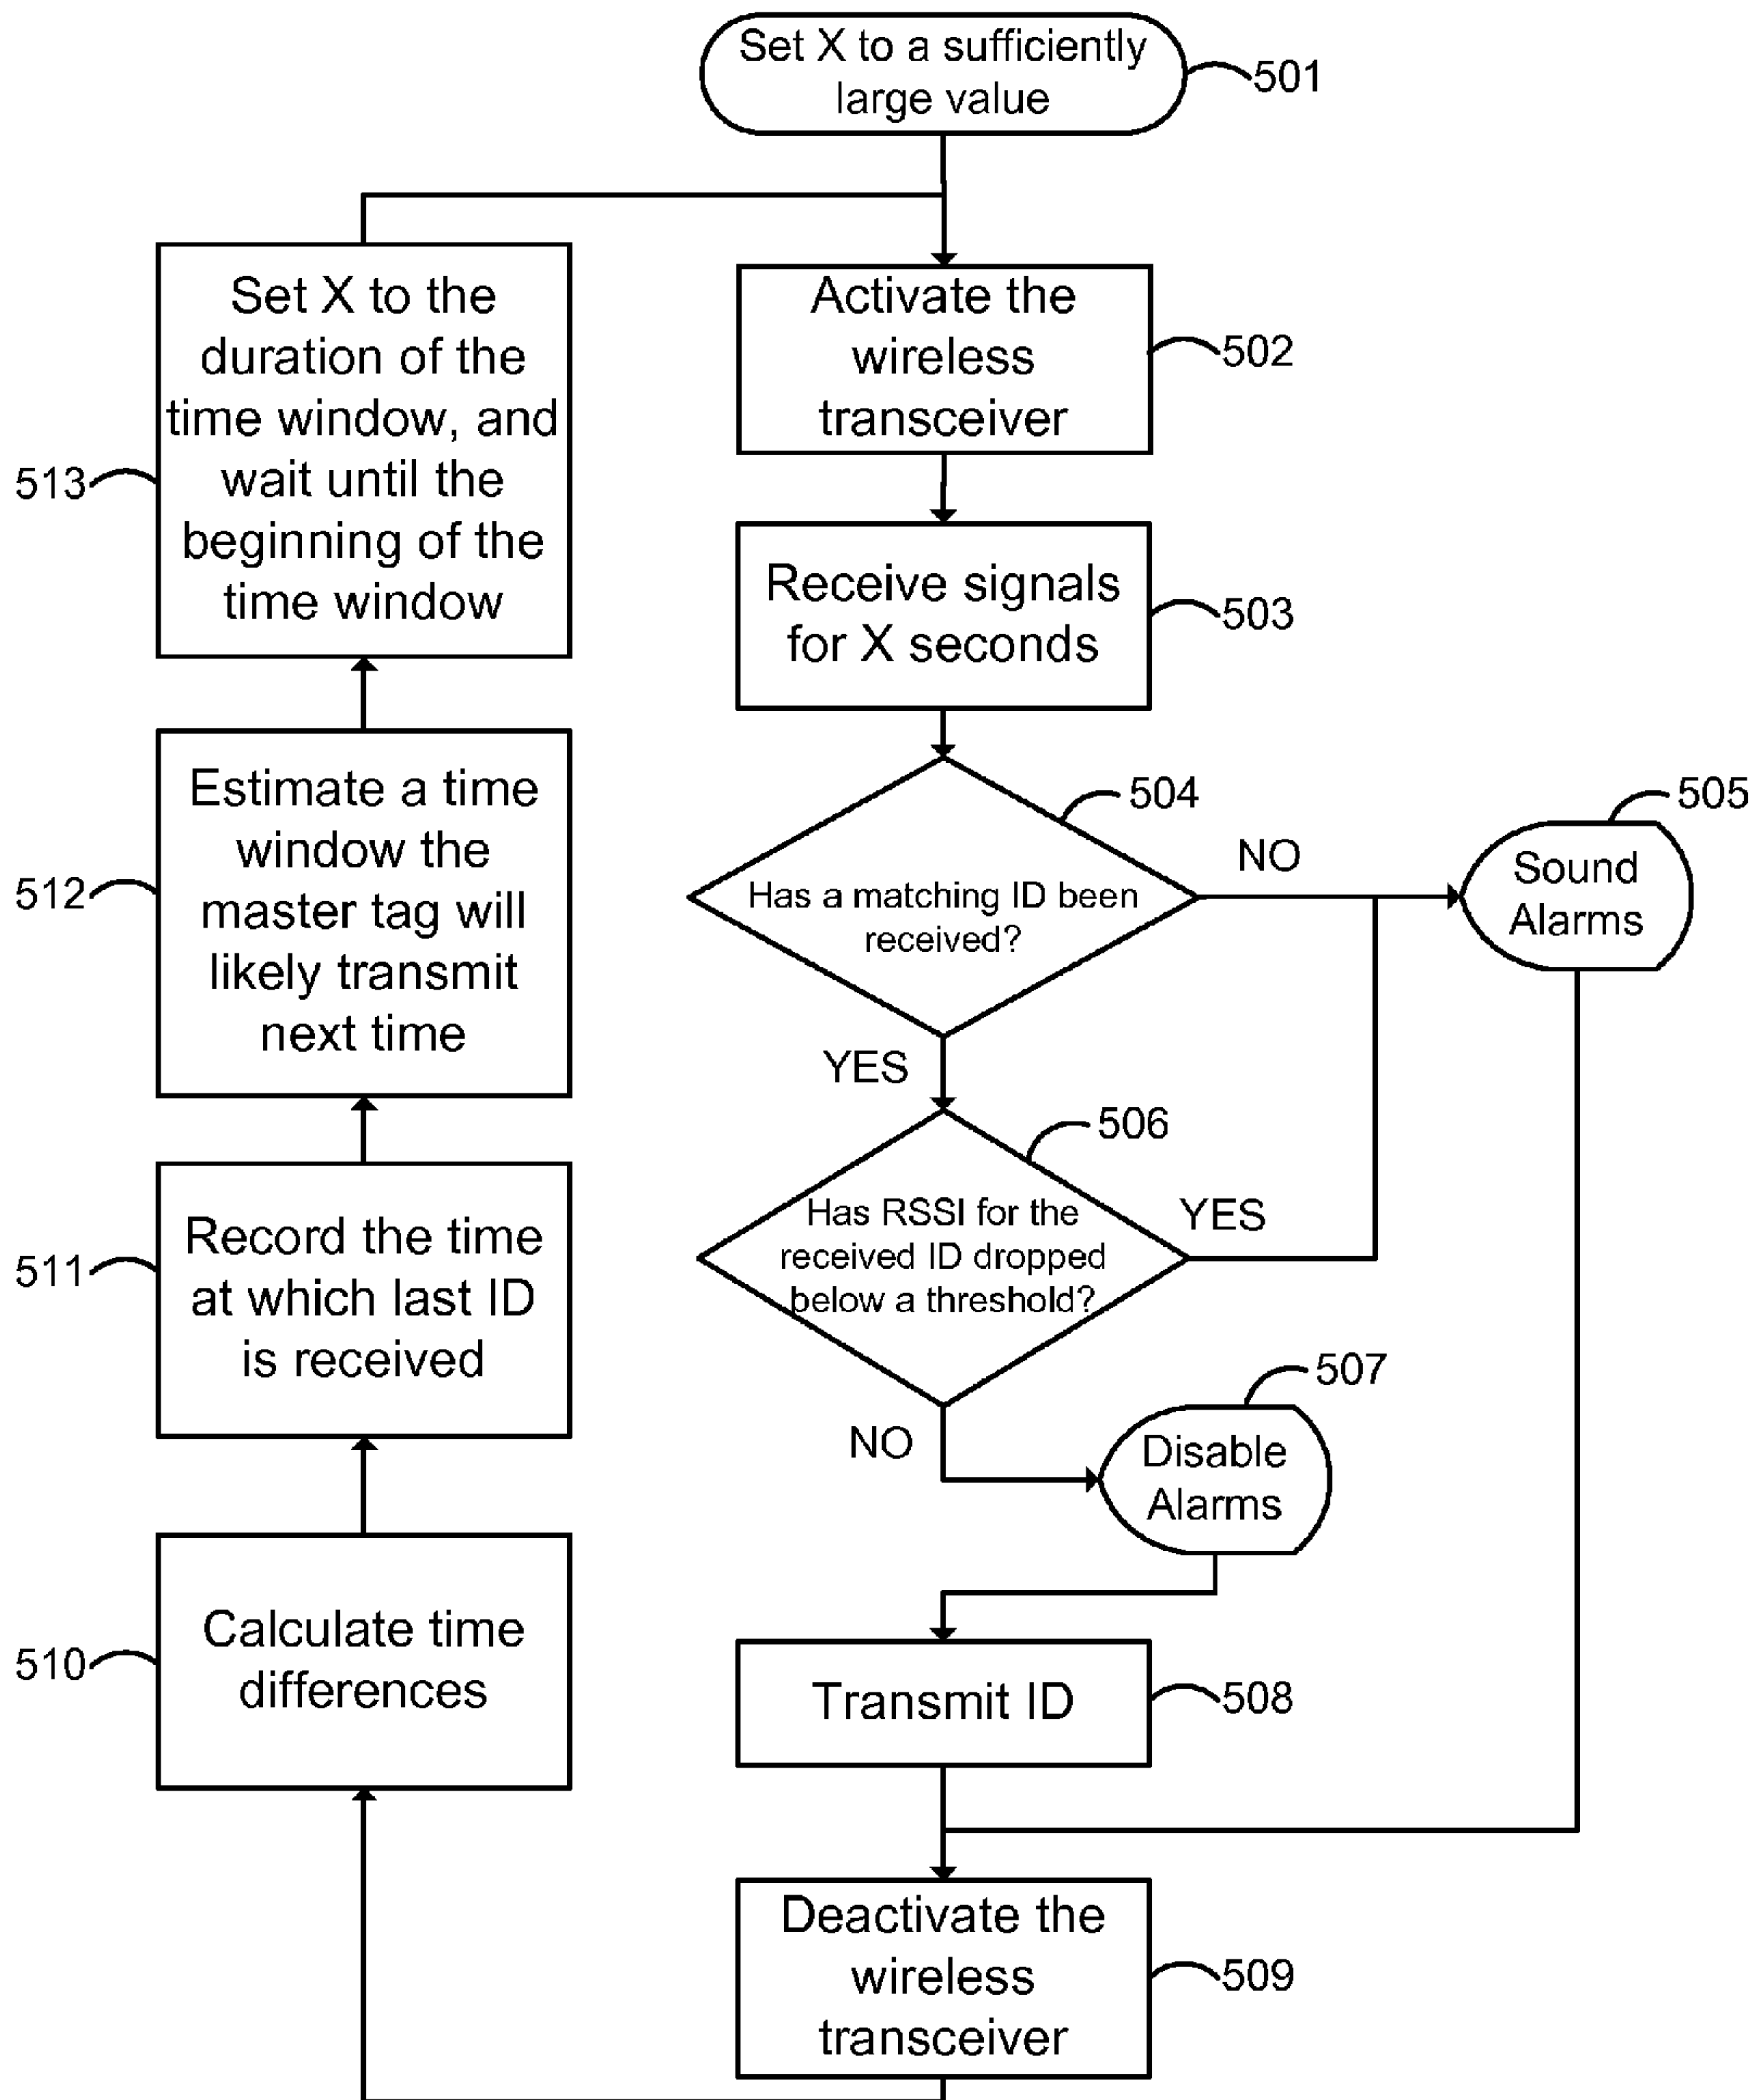 Set X to a sufficiently
large value
501
Activate the
wireless
transceiver
502
Receive signals
for X seconds
503
Has a matching ID been
received?
504
NO
YES
Sound
Alarms
505
Has RSSI for the
received ID dropped
below a threshold?
506
YES
NO
Disable
Alarms
507
Transmit ID
508
Deactivate the
wireless
transceiver
509
Calculate time
differences
510
Record the time
at which last ID
is received
511
Estimate a time
window the
master tag will
likely transmit
next time
512
Set X to the
duration of the
time window, and
wait until the
beginning of the
time window
513